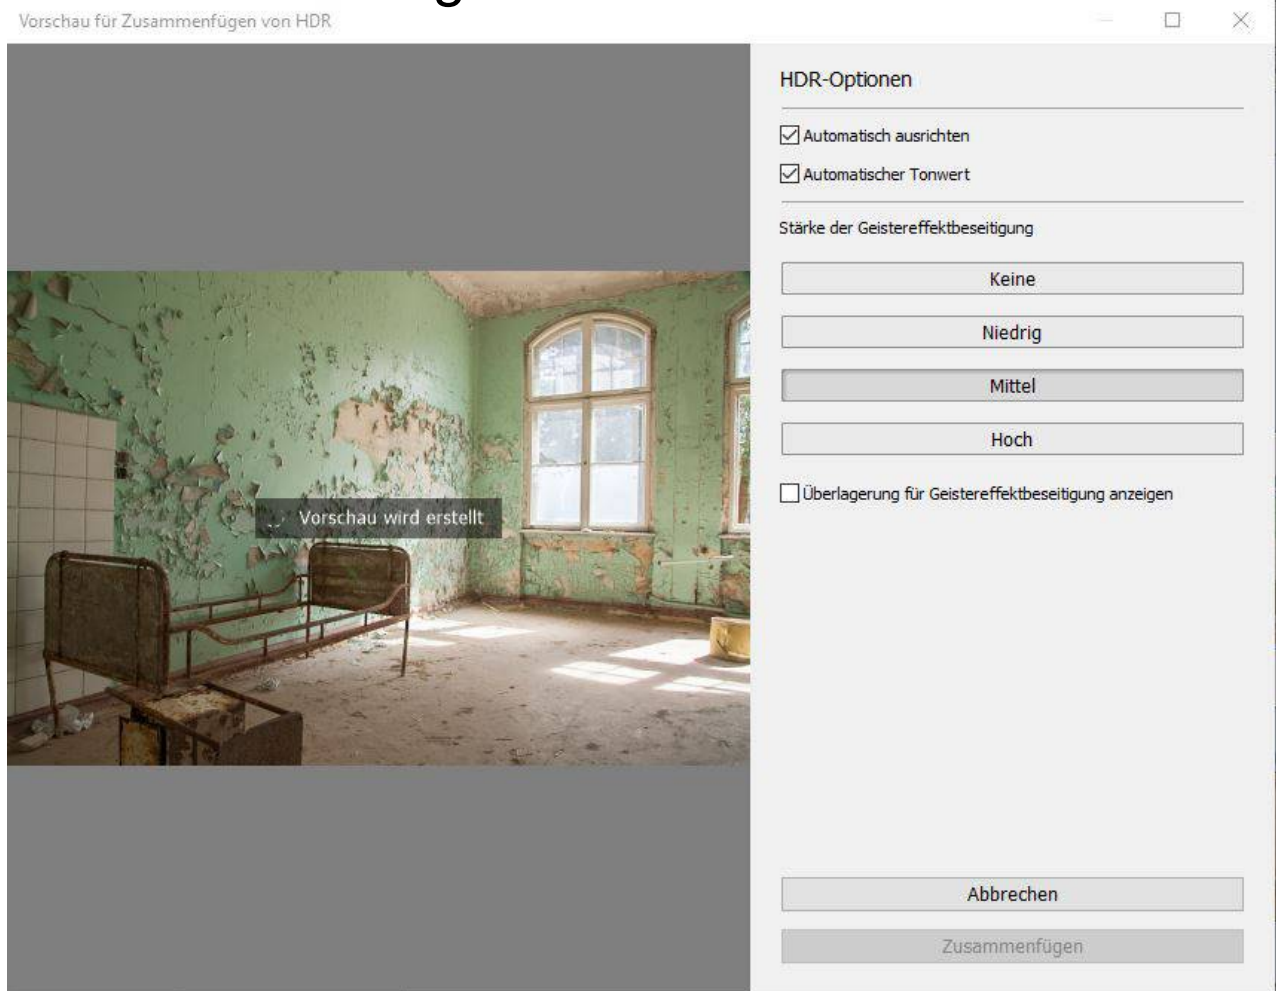 Vorschau für Zusammenfügen von HDR
HDR-Optionen
Automatisch ausrichten
Automatischer Tonwert
Stärke der Geistereffektbeseitigung
Keine
Niedrig
Mittel
Hoch
Überlagerung für Geistereffektbeseitigung anzeigen
Vorschau wird erstellt
Abbrechen
Zusammenfügen